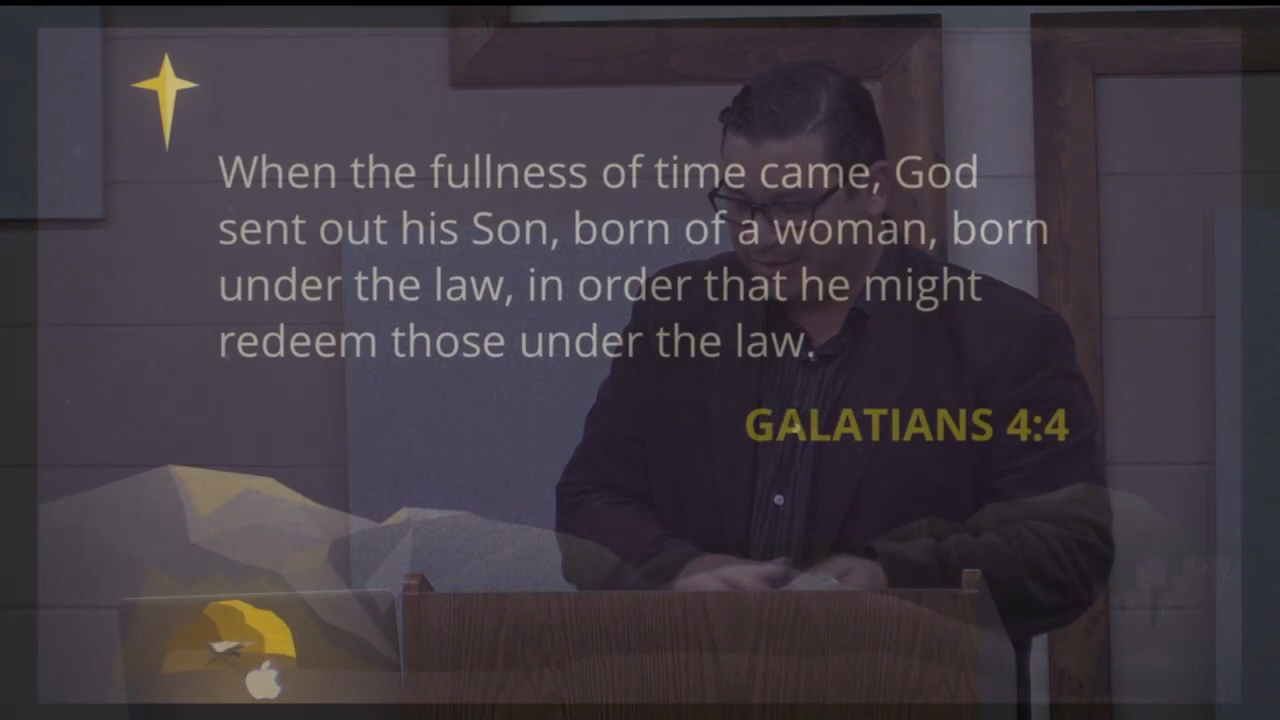 When the fullness of time came, God
sent out his Son, born of a woman, born
under the law, in order that he might
redeem those under the law.
GALATIANS 4:4